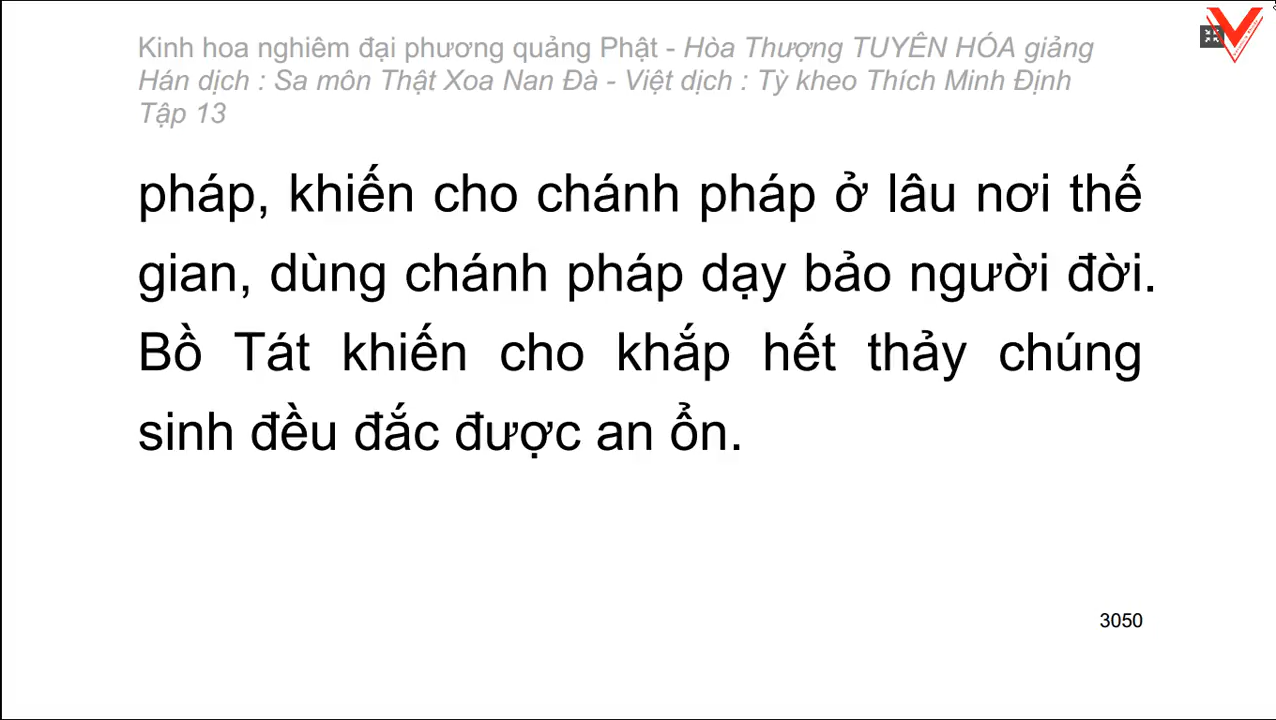 Kinh hoa nghiêm đại phương quảng Phật - Hòa Thượng TUYÊN HÓA giảng
Hán dịch : Sa môn Thật Xoa Nan Đà - Việt dịch : Tỳ kheo Thích Minh Định
Tập 13
pháp, khiến cho chánh pháp ở lâu nơi thế
gian, dùng chánh pháp dạy bảo người đời.
Bồ Tát khiến cho khắp hết thảy chúng
sinh đều đắc được an ổn.
3050